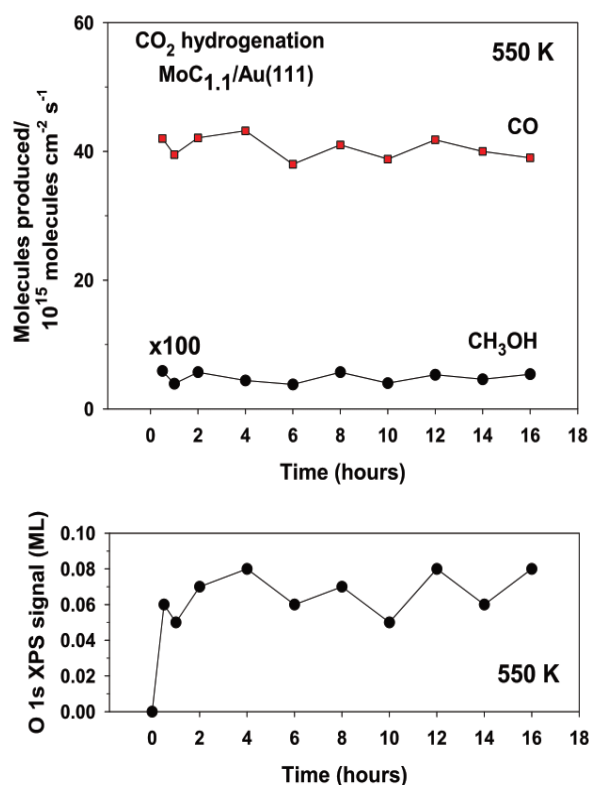 CO₂ hydrogenation
MoC₁.₁/Au(111)
550 K
CO
x100
CH₃OH
Molecules produced/
10¹⁵ molecules cm⁻² s⁻¹
60
40
20
0
0 2 4 6 8 10 12 14 16 18
Time (hours)
O 1s XPS signal (ML)
0.10
0.08
0.06
0.04
0.02
0.00
550 K
0 2 4 6 8 10 12 14 16 18
Time (hours)